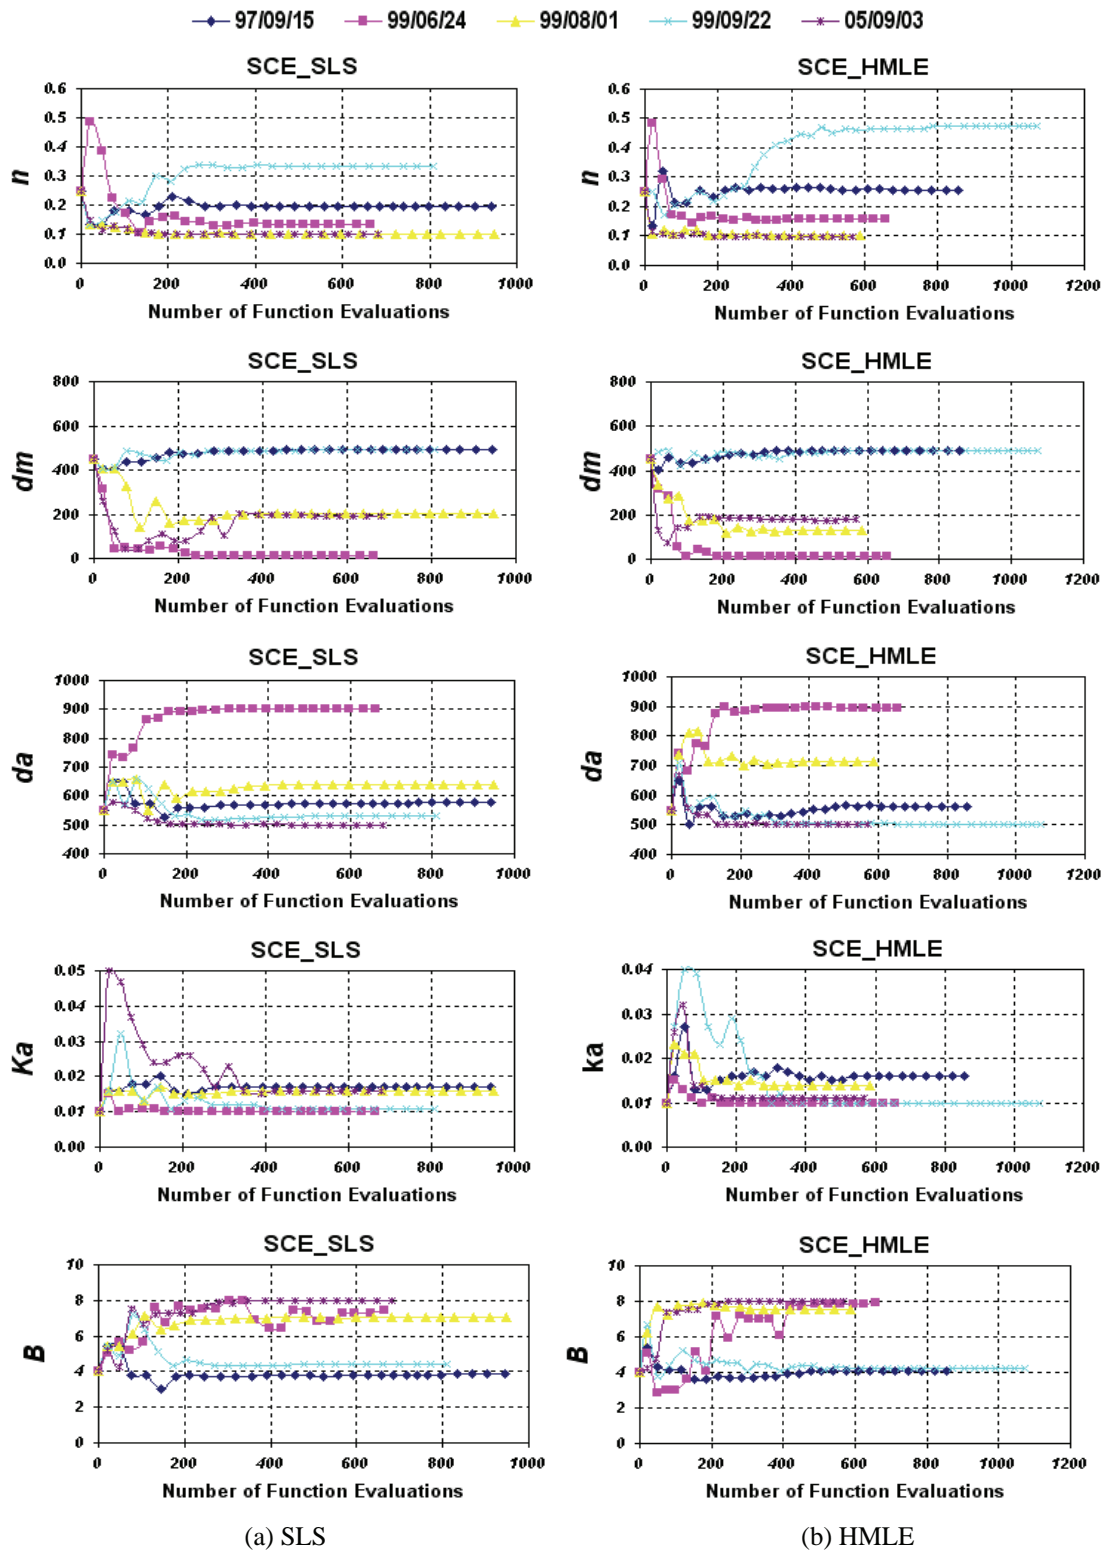 97/09/15 99/06/24 99/08/01 99/09/22 05/09/03
SCE_SLS SCE_HMLE
0.6 0.6
0.5 0.5
0.4 0.4
n 0.3 n 0.3
0.2 0.2
0.1 0.1
0.0 0.0
0 200 400 600 800 1000 0 200 400 600 800 1000 1200
Number of Function Evaluations Number of Function Evaluations
SCE_SLS SCE_HMLE
800 800
600 600
dm 400 dm 400
200 200
0 0
0 200 400 600 800 1000 0 200 400 600 800 1000 1200
Number of Function Evaluations Number of Function Evaluations
SCE_SLS SCE_HMLE
1000 1000
900 900
800 800
da 700 da 700
600 600
500 500
400 400
0 200 400 600 800 1000 0 200 400 600 800 1000 1200
Number of Function Evaluations Number of Function Evaluations
SCE_SLS SCE_HMLE
0.05 0.04
0.04 0.03
Ka 0.03 ka 0.02
0.02 0.01
0.01 0.00
0.00
0 200 400 600 800 1000 0 200 400 600 800 1000 1200
Number of Function Evaluations Number of Function Evaluations
SCE_SLS SCE_HMLE
10 10
8 8
6 6
B 4 B 4
2 2
0 0
0 200 400 600 800 1000 0 200 400 600 800 1000 1200
Number of Function Evaluations Number of Function Evaluations
(a) SLS (b) HMLE